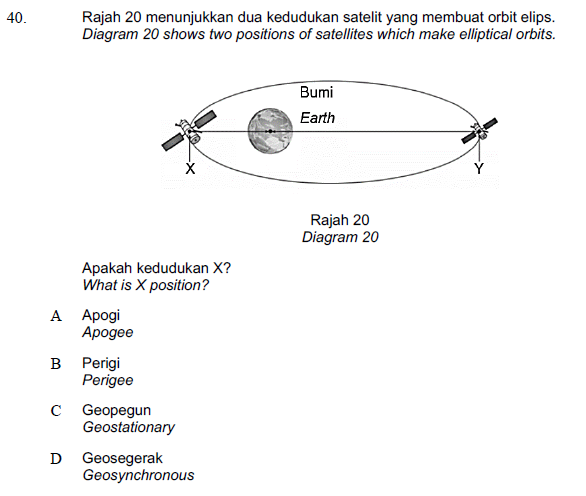 40. Rajah 20 menunjukkan dua kedudukan satelit yang membuat orbit elips.
Diagram 20 shows two positions of satellites which make elliptical orbits.
Bumi
Earth
X Y
Rajah 20
Diagram 20
Apakah kedudukan X?
What is X position?
A Apogi
Apogee
B Perigi
Perigee
C Geopegun
Geostationary
D Geosegerak
Geosynchronous